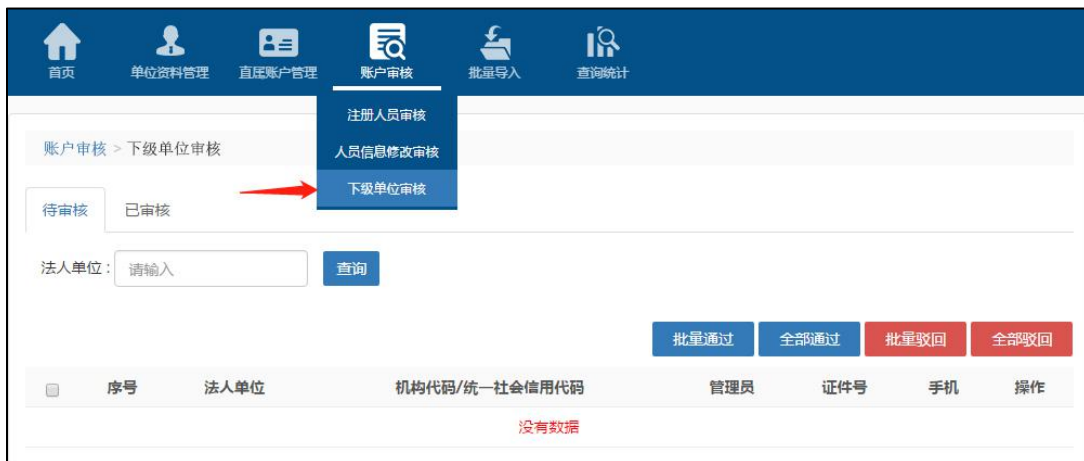 首页 单位资料管理 直属账户管理 账户审核 批量导入 查询统计
注册人员审核
人员信息修改审核
下级单位审核
账户审核 > 下级单位审核
待审核 已审核
法人单位： 请输入 查询
批量通过 全部通过 批量驳回 全部驳回
序号 法人单位 机构代码/统一社会信用代码 管理员 证件号 手机 操作
没有数据